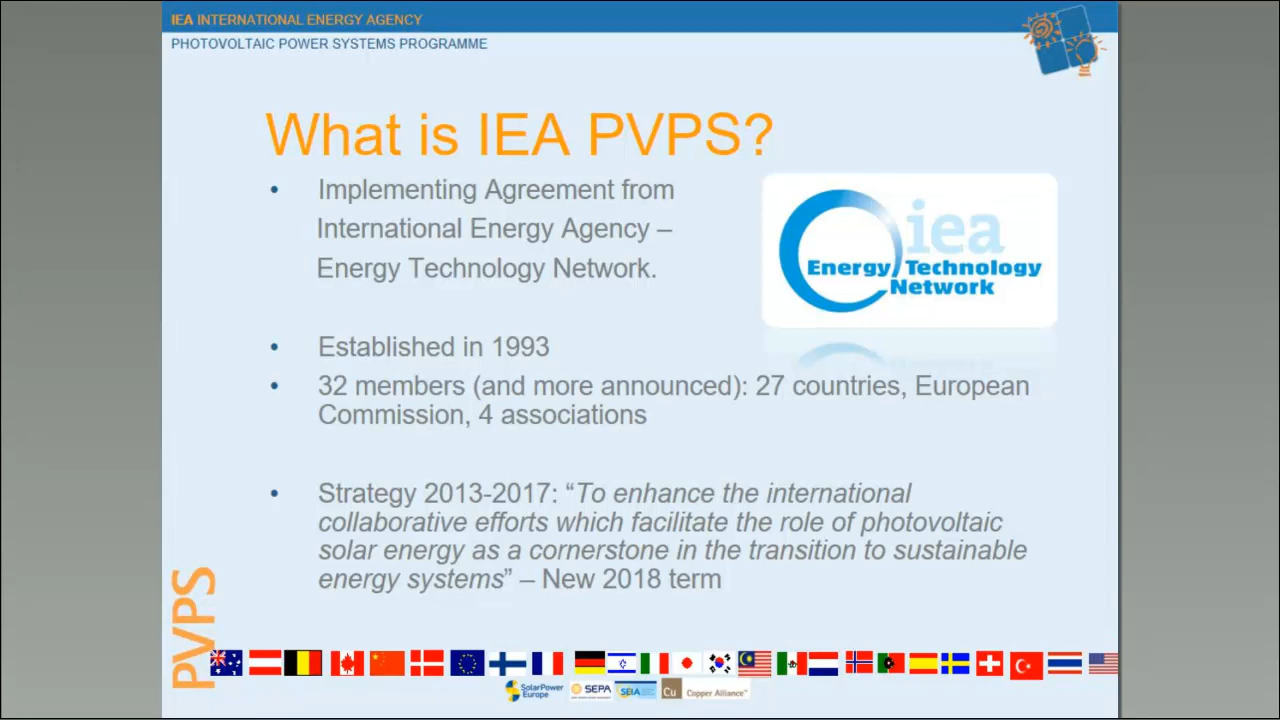 IEA INTERNATIONAL ENERGY AGENCY
PHOTOVOLTAIC POWER SYSTEMS PROGRAMME
What is IEA PVPS?
• Implementing Agreement from
International Energy Agency –
Energy Technology Network.
iea
Energy Technology
Network
• Established in 1993
• 32 members (and more announced): 27 countries, European
Commission, 4 associations
• Strategy 2013-2017: “To enhance the international
collaborative efforts which facilitate the role of photovoltaic
solar energy as a cornerstone in the transition to sustainable
energy systems” – New 2018 term
PVPS
SolarPower
Europe
SEPA
SEIA
Cu
Copper Alliance